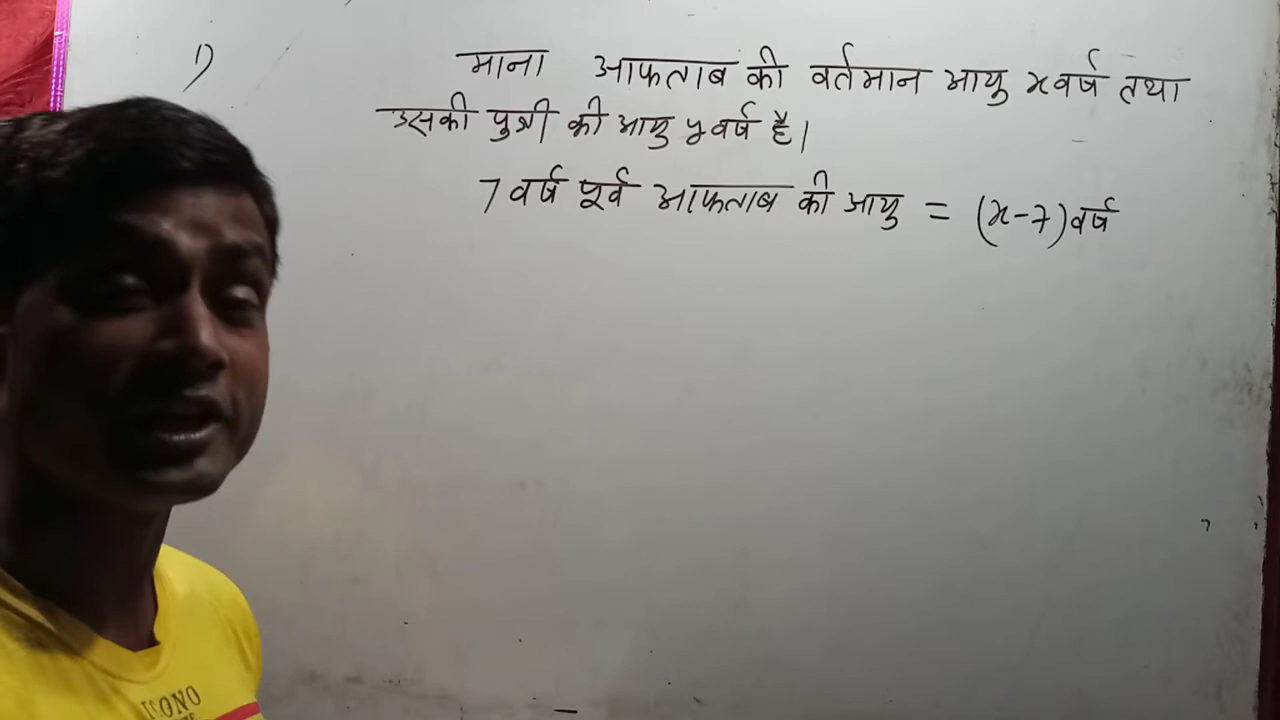 1) माना आफताब की वर्तमान आयु x वर्ष तथा
उसकी पुत्री की आयु y वर्ष है।
7 वर्ष पूर्व आफताब की आयु = (x-7) वर्ष